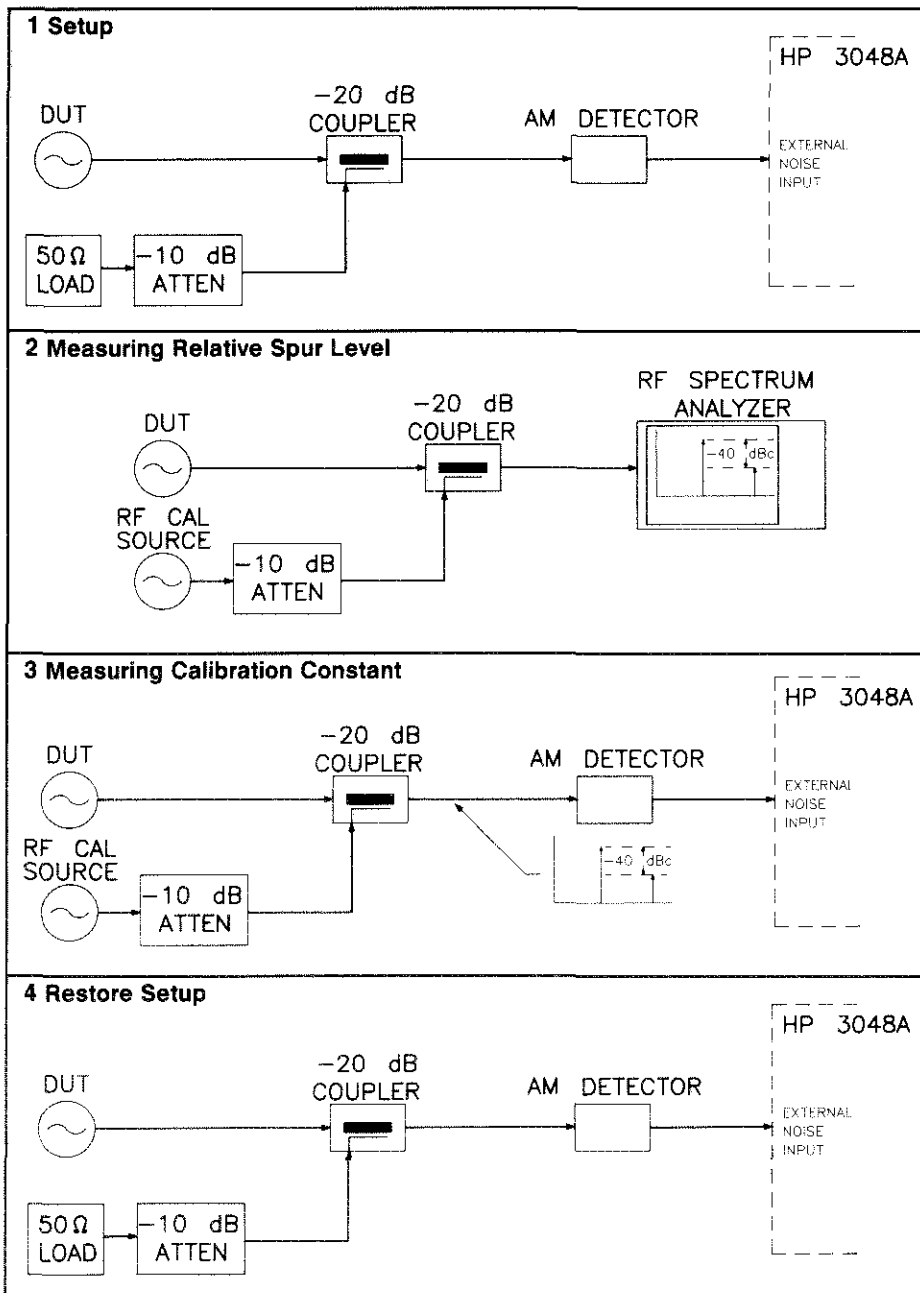 1 Setup
HP 3048A
-20 dB
COUPLER
DUT
AM DETECTOR
EXTERNAL
NOISE
INPUT
50Ω
LOAD
-10 dB
ATTEN
2 Measuring Relative Spur Level
RF SPECTRUM
ANALYZER
-20 dB
COUPLER
DUT
-40 dBc
RF CAL
SOURCE
-10 dB
ATTEN
3 Measuring Calibration Constant
HP 3048A
-20 dB
COUPLER
DUT
AM DETECTOR
EXTERNAL
NOISE
INPUT
RF CAL
SOURCE
-40 dBc
-10 dB
ATTEN
4 Restore Setup
HP 3048A
-20 dB
COUPLER
DUT
AM DETECTOR
EXTERNAL
NOISE
INPUT
50Ω
LOAD
-10 dB
ATTEN